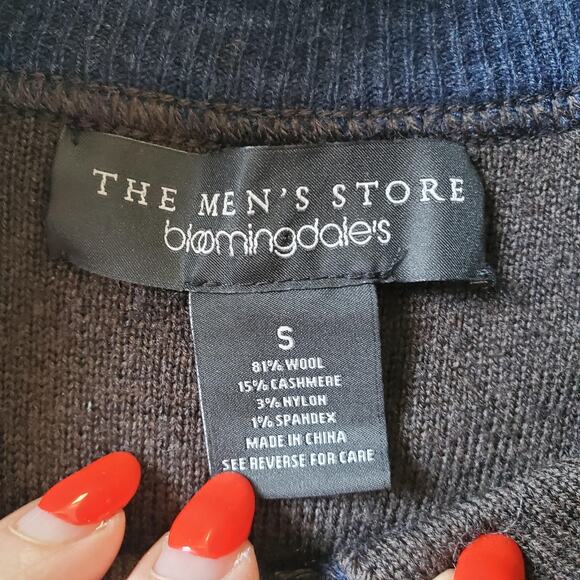 THE MEN'S STORE
bloomingdale's
S
81% WOOL
15% CASHMERE
3% NYLON
1% SPANDEX
MADE IN CHINA
SEE REVERSE FOR CARE